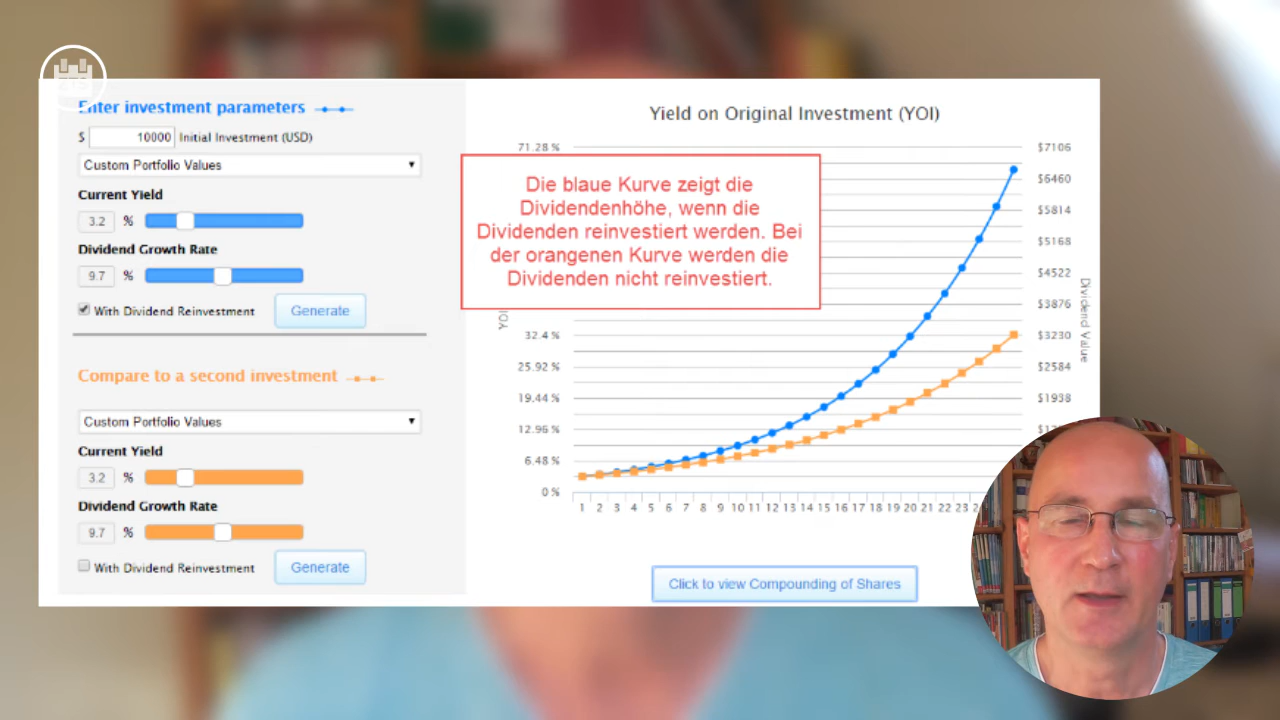 ZTS
Enter investment parameters
$ 10000 Initial Investment (USD)
Custom Portfolio Values
Current Yield
3.2 %
Dividend Growth Rate
9.7 %
With Dividend Reinvestment
Generate
Compare to a second investment
Custom Portfolio Values
Current Yield
3.2 %
Dividend Growth Rate
9.7 %
With Dividend Reinvestment
Generate
Yield on Original Investment (YOI)
71.28 %
Die blaue Kurve zeigt die
Dividendenhöhe, wenn die
Dividenden reinvestiert werden. Bei
der orangenen Kurve werden die
Dividenden nicht reinvestiert.
32.4 %
25.92 %
19.44 %
12.96 %
6.48 %
0 %
$7106
$6460
$5814
$5168
$4522
$3876
$3230
$2584
$1938
Dividend Value
1 2 3 4 5 6 7 8 9 10 11 12 13 14 15 16 17 18 19 20 21 22 23
Click to view Compounding of Shares